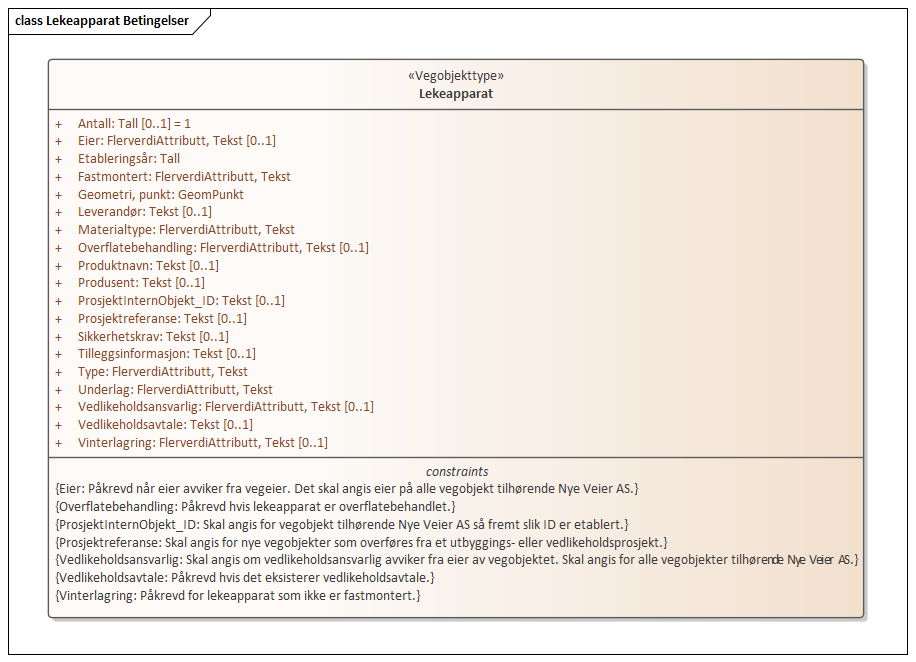 class Lekeapparat Betingelser
«Vegobjekttype»
Lekeapparat
+ Antall: Tall [0..1] = 1
+ Eier: FlerverdiAttributt, Tekst [0..1]
+ Etableringsår: Tall
+ Fastmontert: FlerverdiAttributt, Tekst
+ Geometri, punkt: GeomPunkt
+ Leverandør: Tekst [0..1]
+ Materialtype: FlerverdiAttributt, Tekst
+ Overflatebehandling: FlerverdiAttributt, Tekst [0..1]
+ Produktnavn: Tekst [0..1]
+ Produsent: Tekst [0..1]
+ ProsjektInternObjekt_ID: Tekst [0..1]
+ Prosjektreferanse: Tekst [0..1]
+ Sikkerhetskrav: Tekst [0..1]
+ Tilleggsinformasjon: Tekst [0..1]
+ Type: FlerverdiAttributt, Tekst
+ Underlag: FlerverdiAttributt, Tekst
+ Vedlikeholdsansvarlig: FlerverdiAttributt, Tekst [0..1]
+ Vedlikeholdsavtale: Tekst [0..1]
+ Vinterlagring: FlerverdiAttributt, Tekst [0..1]
constraints
{Eier: Påkrevd når eier avviker fra vegeier. Det skal angis eier på alle vegobjekt tilhørende Nye Veier AS.}
{Overflatebehandling: Påkrevd hvis lekeapparat er overflatebehandlet.}
{ProsjektInternObjekt_ID: Skal angis for vegobjekt tilhørende Nye Veier AS så fremt slik ID er etablert.}
{Prosjektreferanse: Skal angis for nye vegobjekter som overføres fra et utbyggings- eller vedlikeholdsprosjekt.}
{Vedlikeholdsansvarlig: Skal angis om vedlikeholdsansvarlig avviker fra eier av vegobjektet. Skal angis for alle vegobjekter tilhørende Nye Veier AS.}
{Vedlikeholdsavtale: Påkrevd hvis det eksisterer vedlikeholdsavtale.}
{Vinterlagring: Påkrevd for lekeapparat som ikke er fastmontert.}